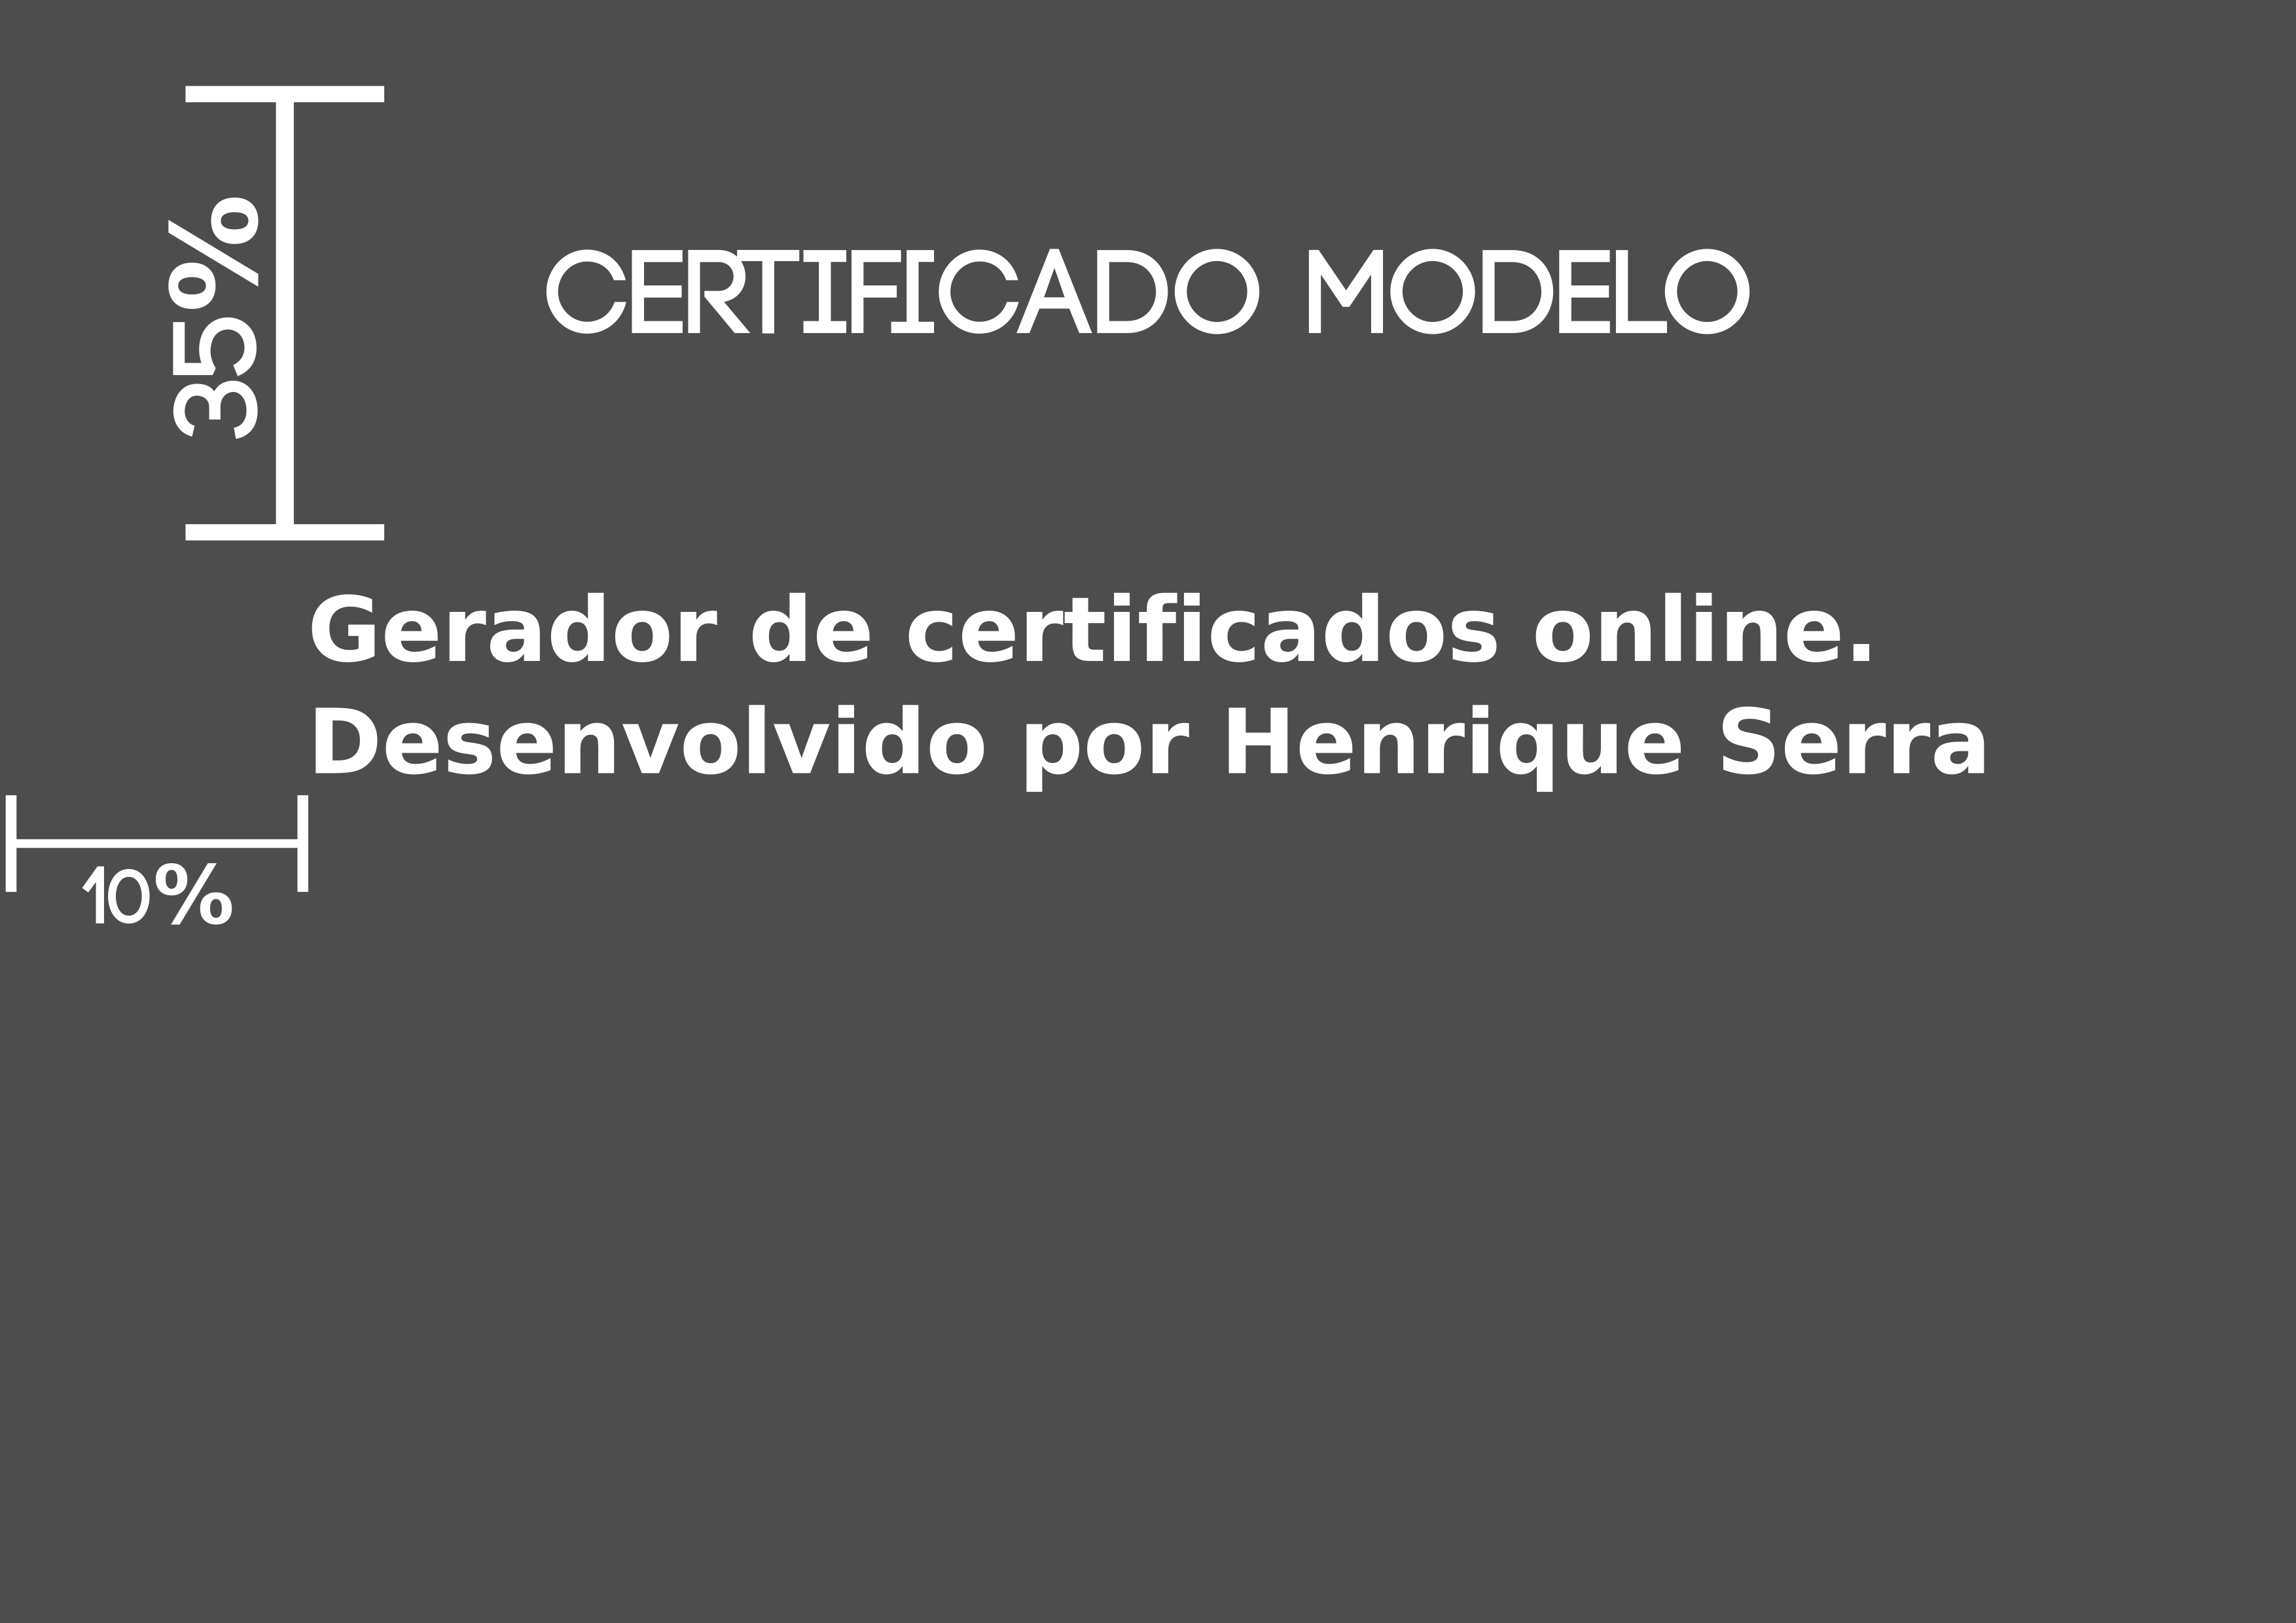 35%
CERTIFICADO MODELO
Gerador de certificados online.
Desenvolvido por Henrique Serra
10%